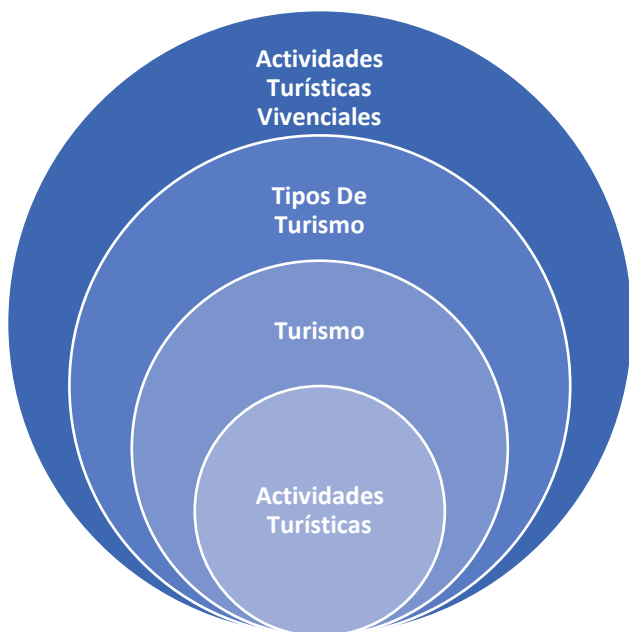 Actividades
Turísticas
Vivenciales
Tipos De
Turismo
Turismo
Actividades
Turísticas